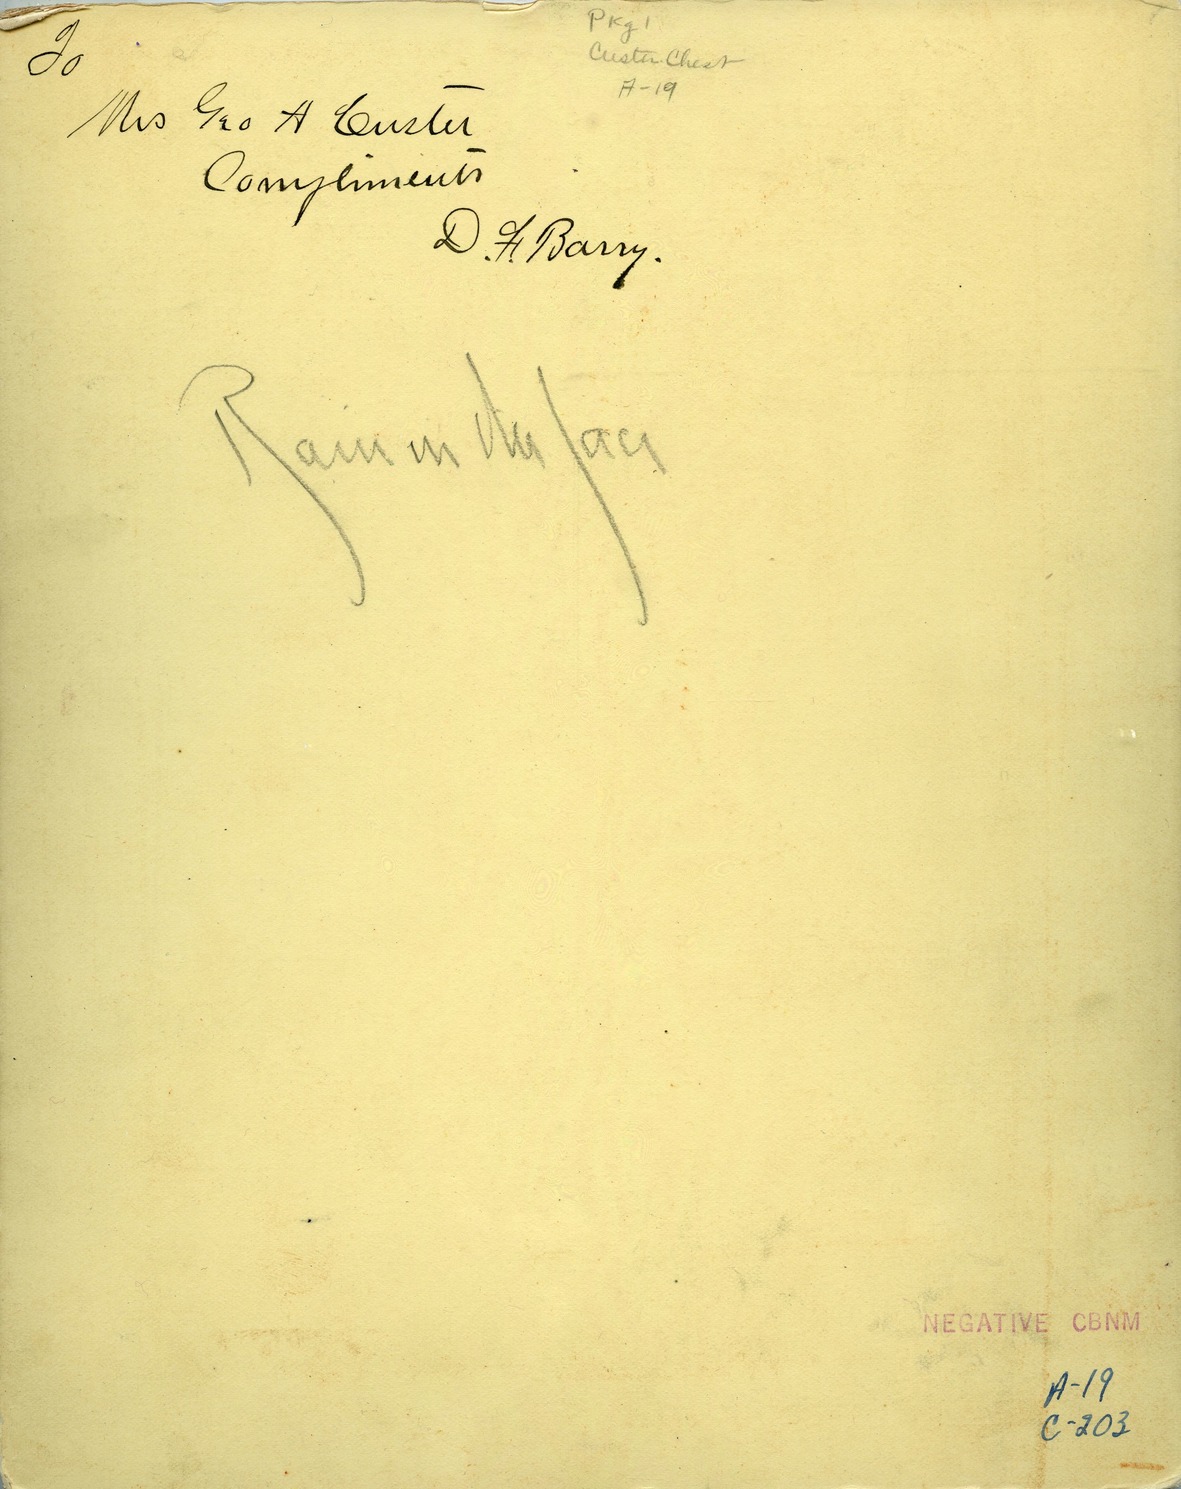 Pkg 1
Custer Chest
A-19
To
Mrs Geo A Custer
Compliments
D. F. Barry.
Rain in the face
NEGATIVE CBNM
A-19
C-203